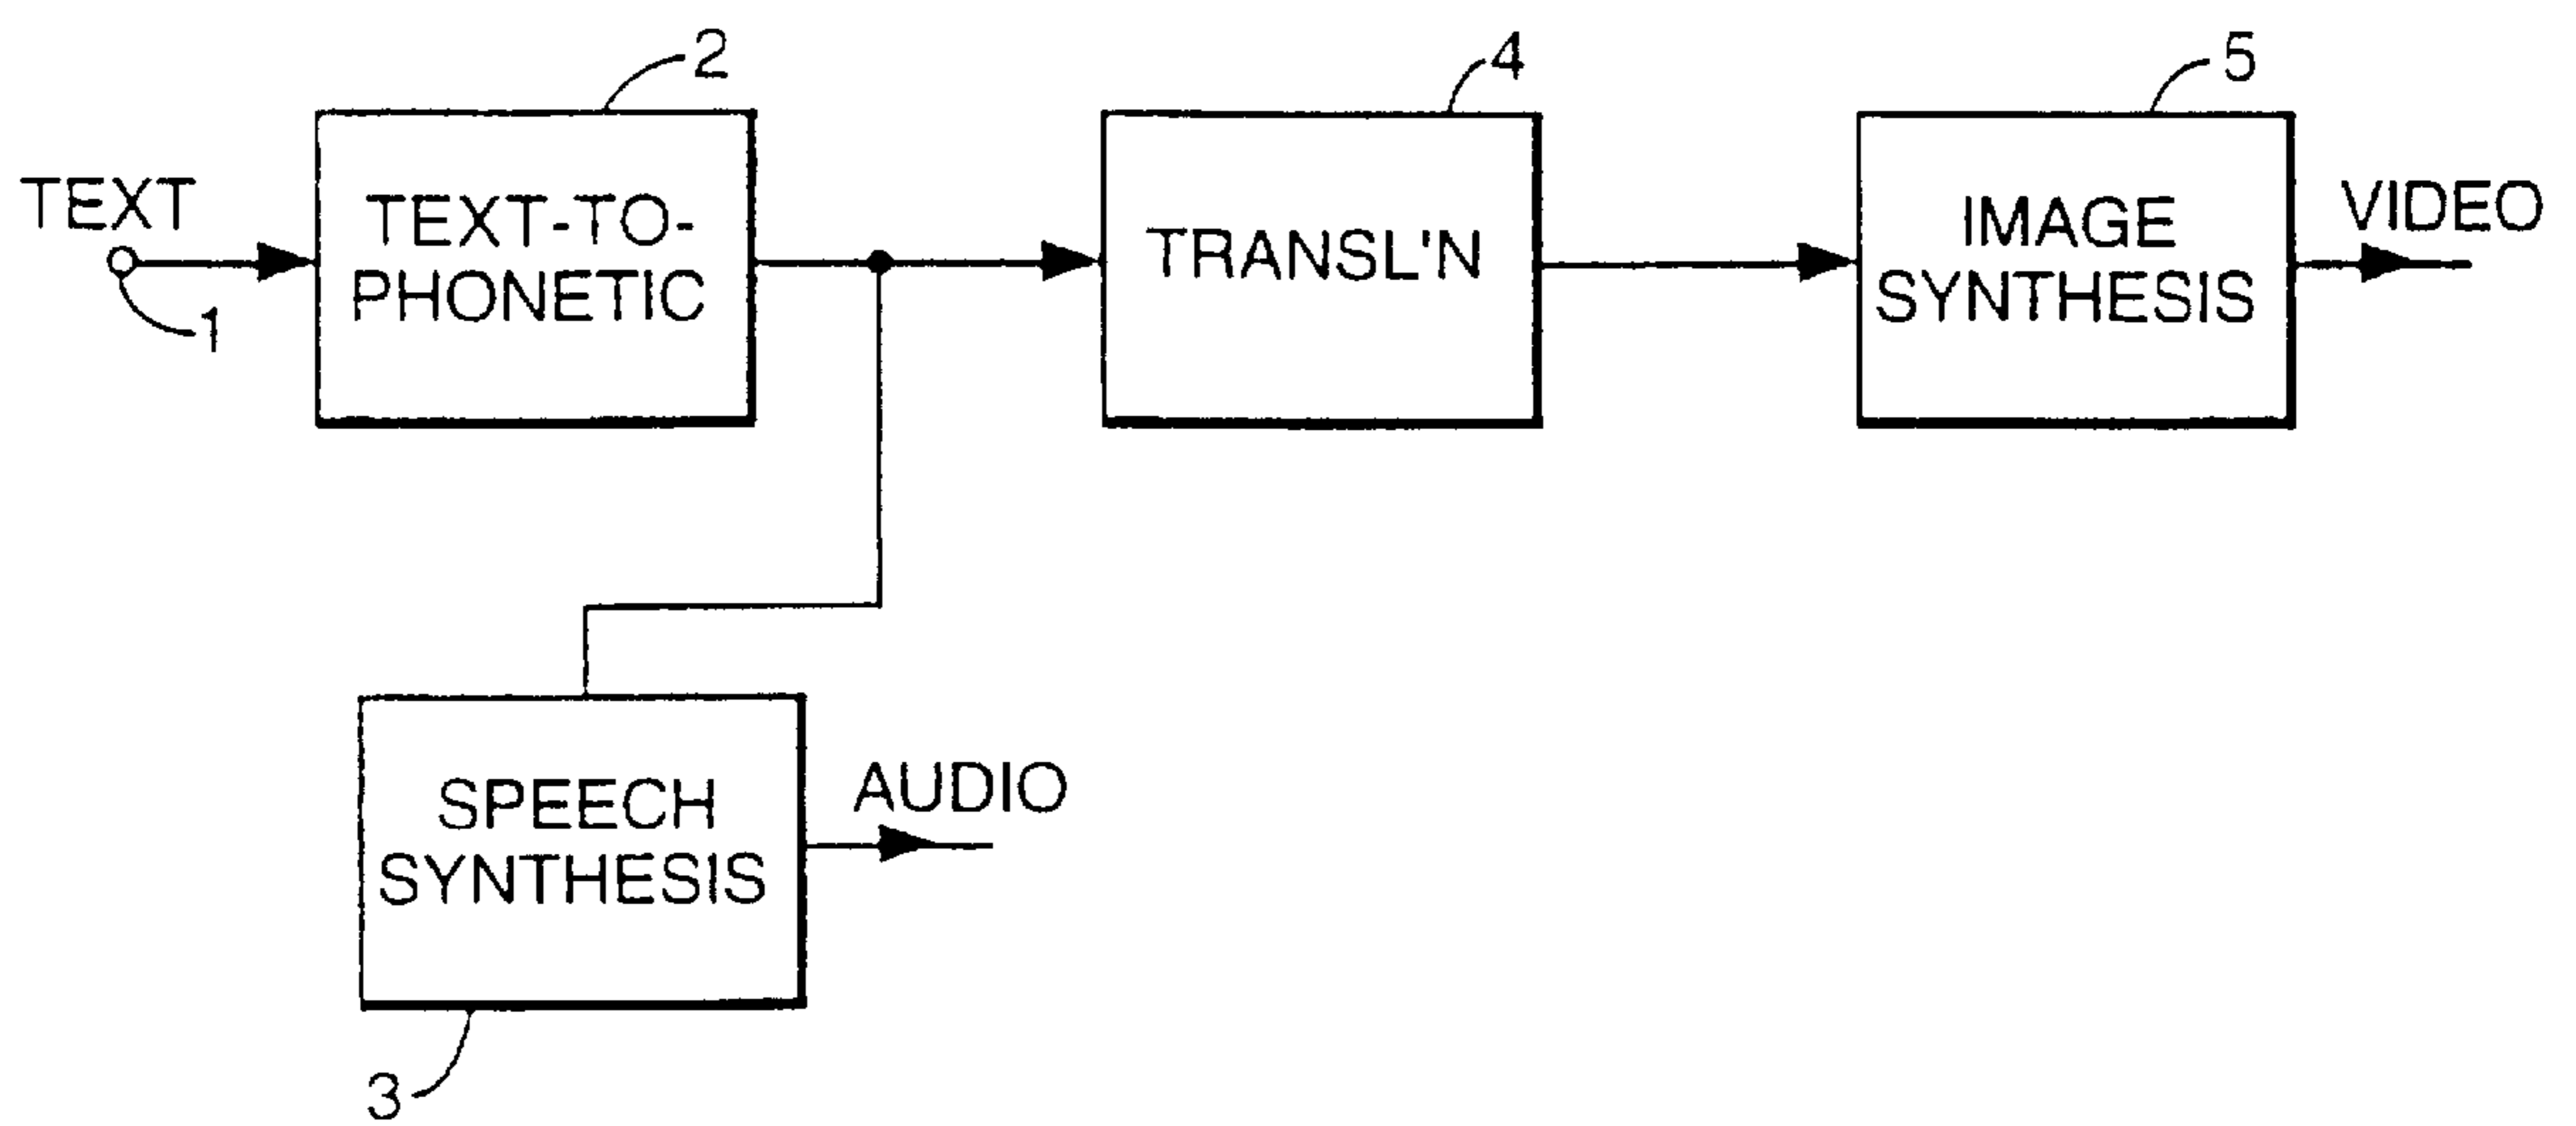 2
4
5
TEXT
TEXT-TO-
PHONETIC
TRANSL'N
IMAGE
SYNTHESIS
VIDEO
1
SPEECH
SYNTHESIS
AUDIO
3